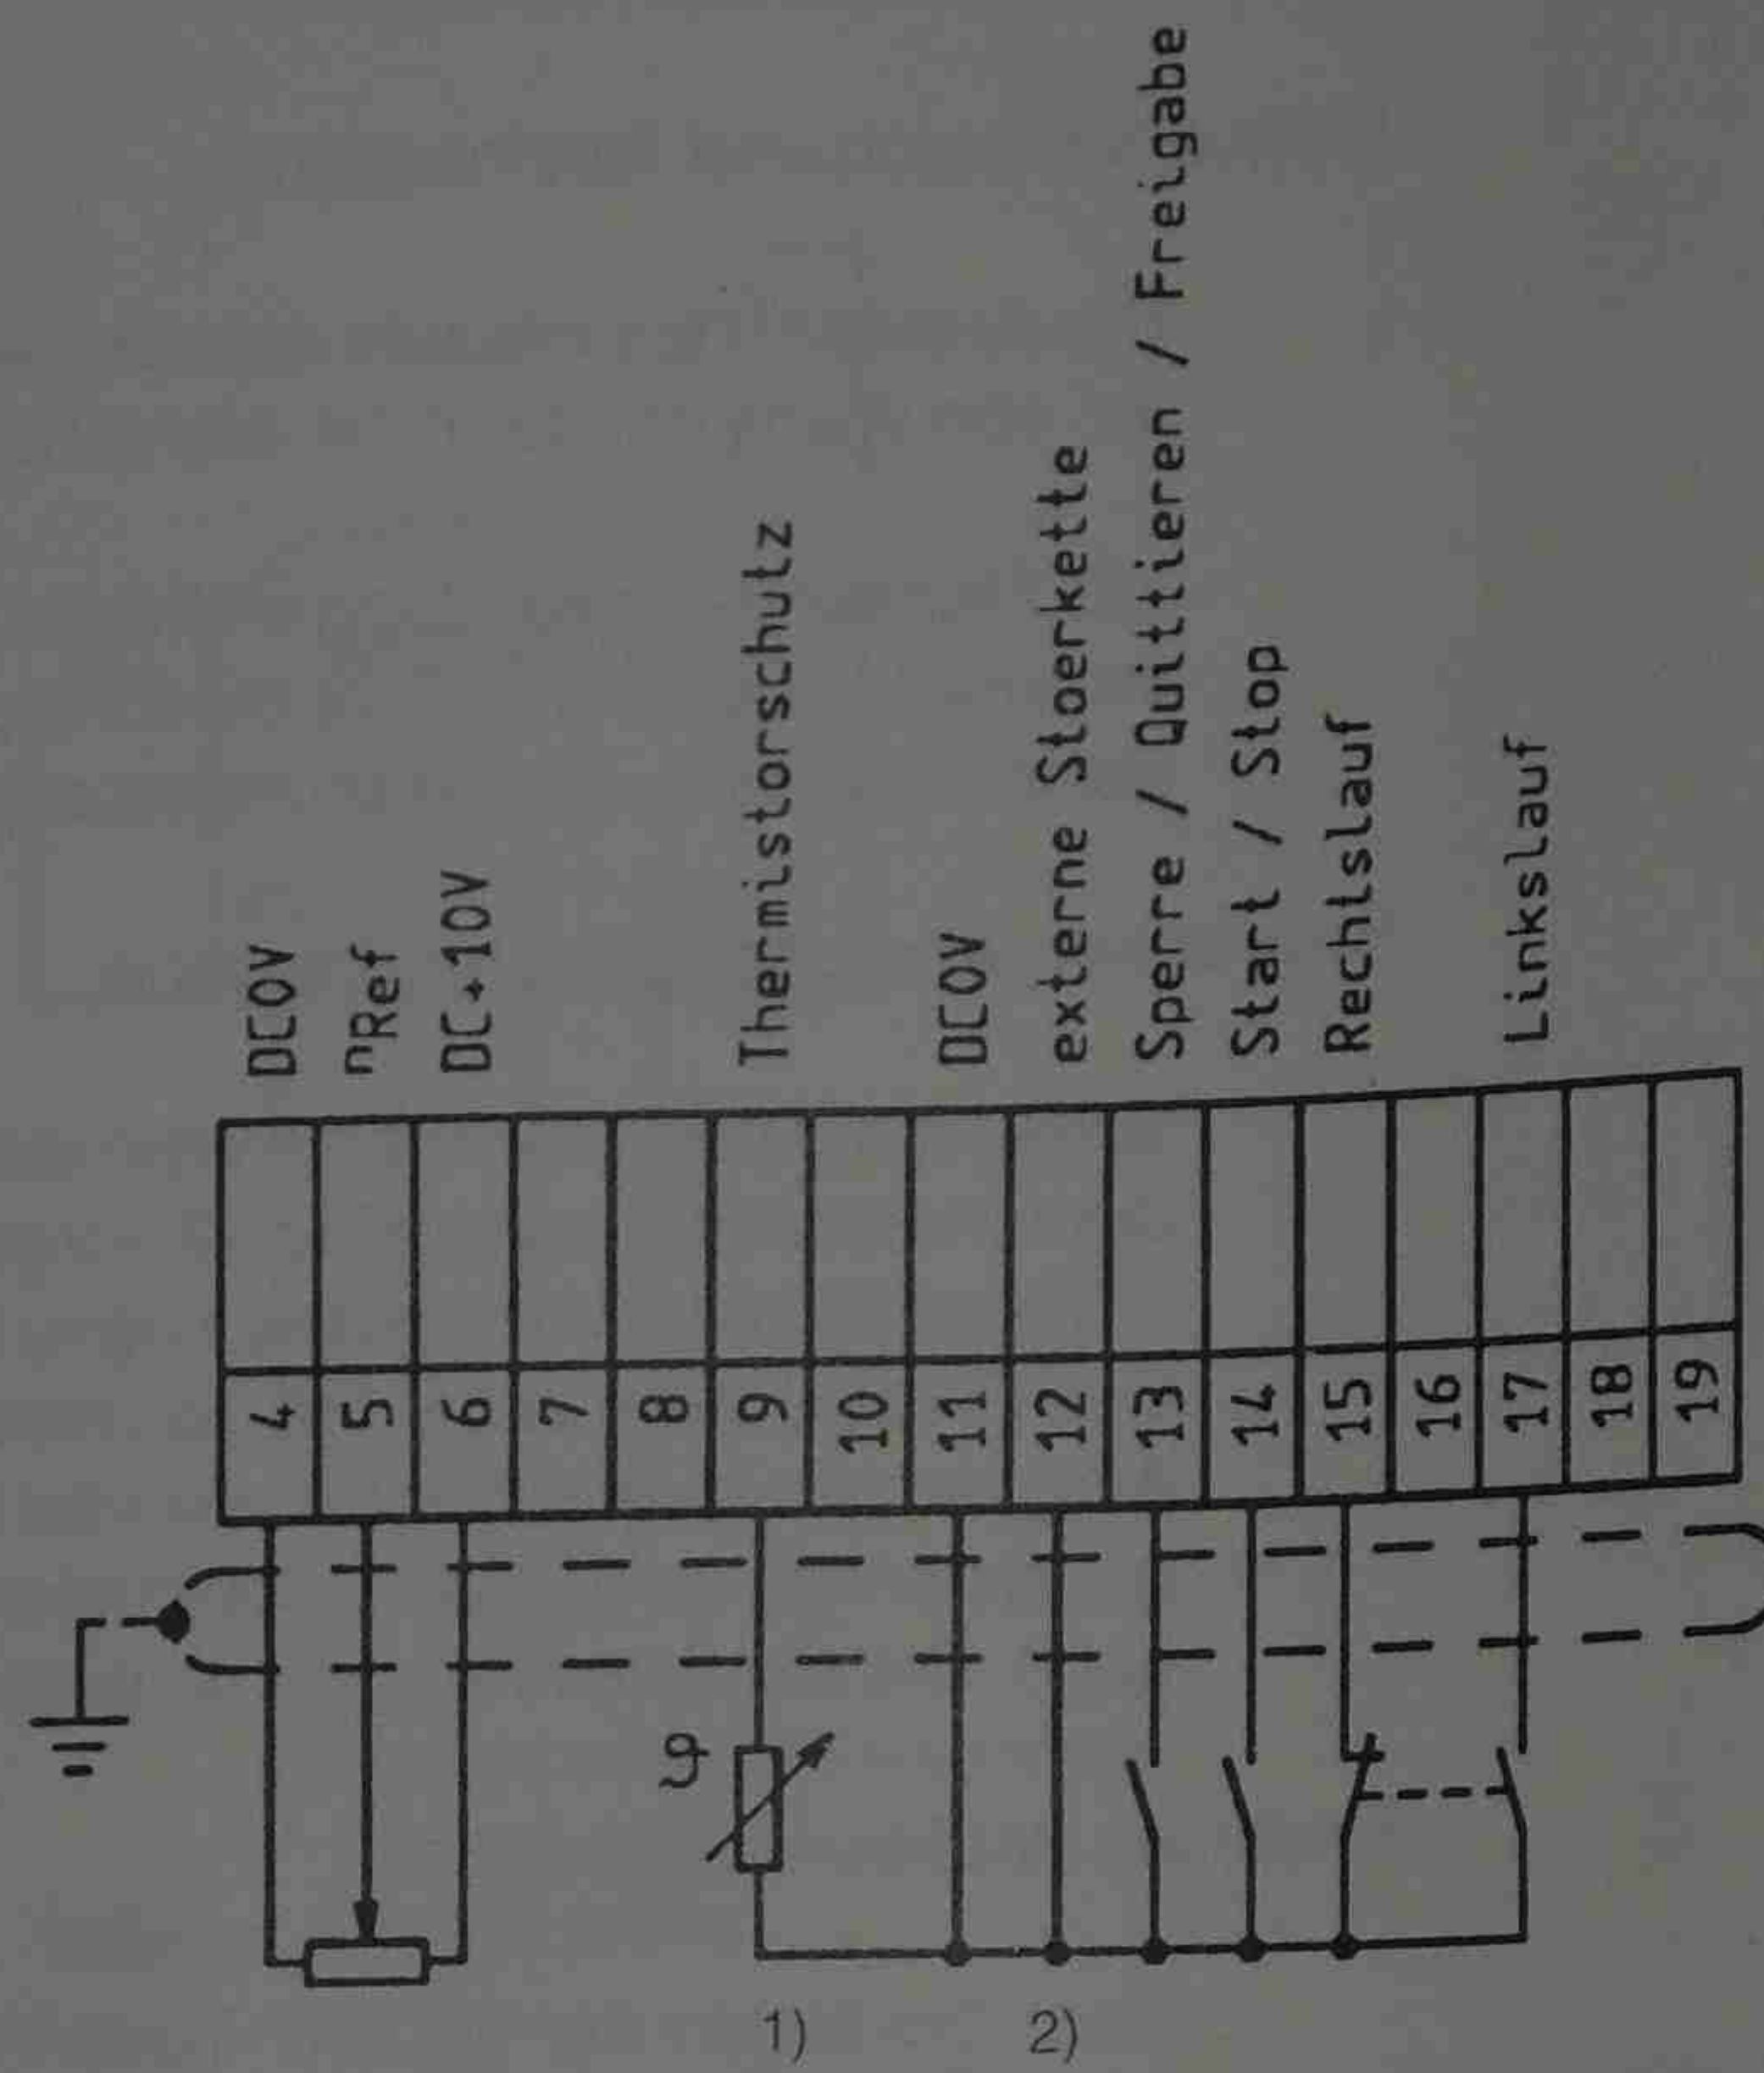 4 DC0V
5 nRef
6 DC+10V
7
8
9 Thermistorschutz
10
11 DC0V
12 externe Stoerkette
13 Sperre / Quittieren / Freigabe
14 Start / Stop
15 Rechtslauf
16
17 Linkslauf
18
19
ϑ
1)
2)